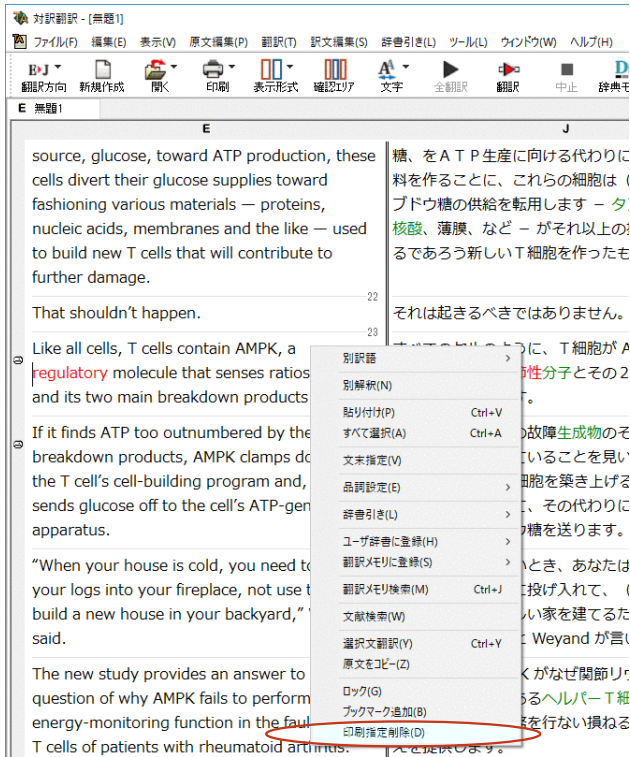 対訳翻訳 - [無題1]
ファイル(F) 編集(E) 表示(V) 原文編集(P) 翻訳(T) 訳文編集(S) 辞書引き(L) ツール(L) ウィンドウ(W) ヘルプ(H)
E›J
翻訳方向 新規作成 開く 印刷 表示形式 確認エリア 文字 全翻訳 翻訳 中止
E 無題1
E J
source, glucose, toward ATP production, these
cells divert their glucose supplies toward
fashioning various materials — proteins,
nucleic acids, membranes and the like — used
to build new T cells that will contribute to
further damage.
糖、をＡＴＰ生産に向ける代わりに
料を作ることに、これらの細胞は（
ブドウ糖の供給を転用します − タ
核酸、薄膜、など − がそれ以上の
るであろう新しいＴ細胞を作ったも
22
That shouldn’t happen.
それは起きるべきではありません。
23
Like all cells, T cells contain AMPK, a
regulatory molecule that senses ratios
and its two main breakdown products
に、Ｔ細胞が A
性分子とその２
す。
If it finds ATP too outnumbered by the
breakdown products, AMPK clamps do
the T cell’s cell-building program and,
sends glucose off to the cell’s ATP-gen
apparatus.
の故障生成物のそ
ていることを見い
細胞を築き上げる
、その代わりに
ウ糖を送ります。
“When your house is cold, you need to
your logs into your fireplace, not use t
build a new house in your backyard,”
said.
いとき、あなたは
に投げ入れて、（
しい家を建てるた
と Weyand が言い
The new study provides an answer to
question of why AMPK fails to perform
energy-monitoring function in the faul
T cells of patients with rheumatoid arthritis.
K がなぜ関節リウ
あるヘルパーＴ細
務を行ない損ねる
えを提供します。
別訳語
別解釈(N)
貼り付け(P) Ctrl+V
すべて選択(A) Ctrl+A
文末指定(V)
品詞設定(E)
辞書引き(L)
ユーザ辞書に登録(H)
翻訳メモリに登録(S)
翻訳メモリ検索(M) Ctrl+J
文献検索(W)
選択文翻訳(Y) Ctrl+Y
原文をコピー(Z)
ロック(G)
ブックマーク追加(B)
印刷指定削除(D)